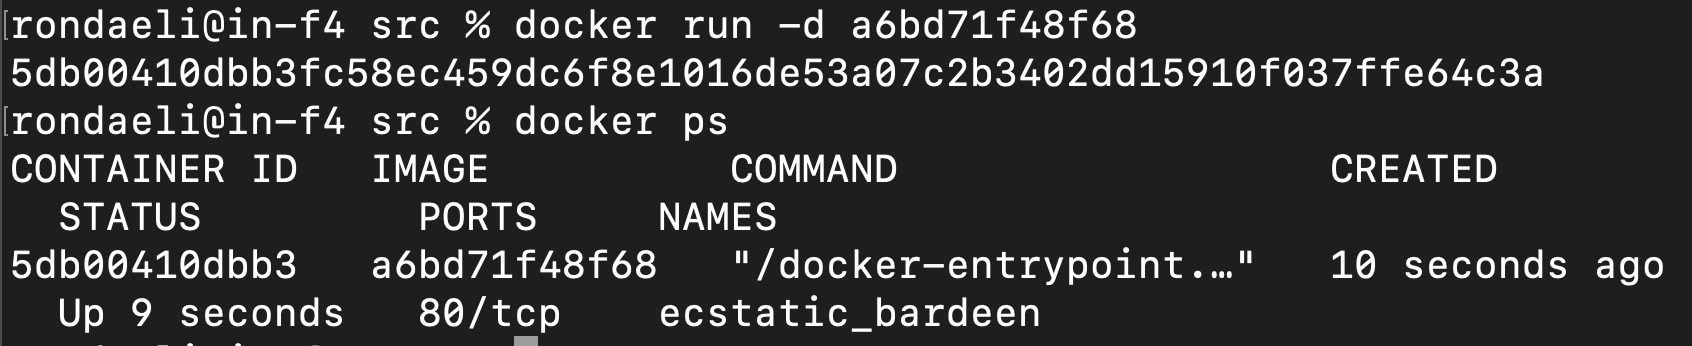 [rondaeli@in-f4 src % docker run -d a6bd71f48f68
5db00410dbb3fc58ec459dc6f8e1016de53a07c2b3402dd15910f037ffe64c3a
[rondaeli@in-f4 src % docker ps
CONTAINER ID   IMAGE          COMMAND                  CREATED
  STATUS         PORTS     NAMES
5db00410dbb3   a6bd71f48f68   "/docker-entrypoint.…"   10 seconds ago
  Up 9 seconds   80/tcp    ecstatic_bardeen